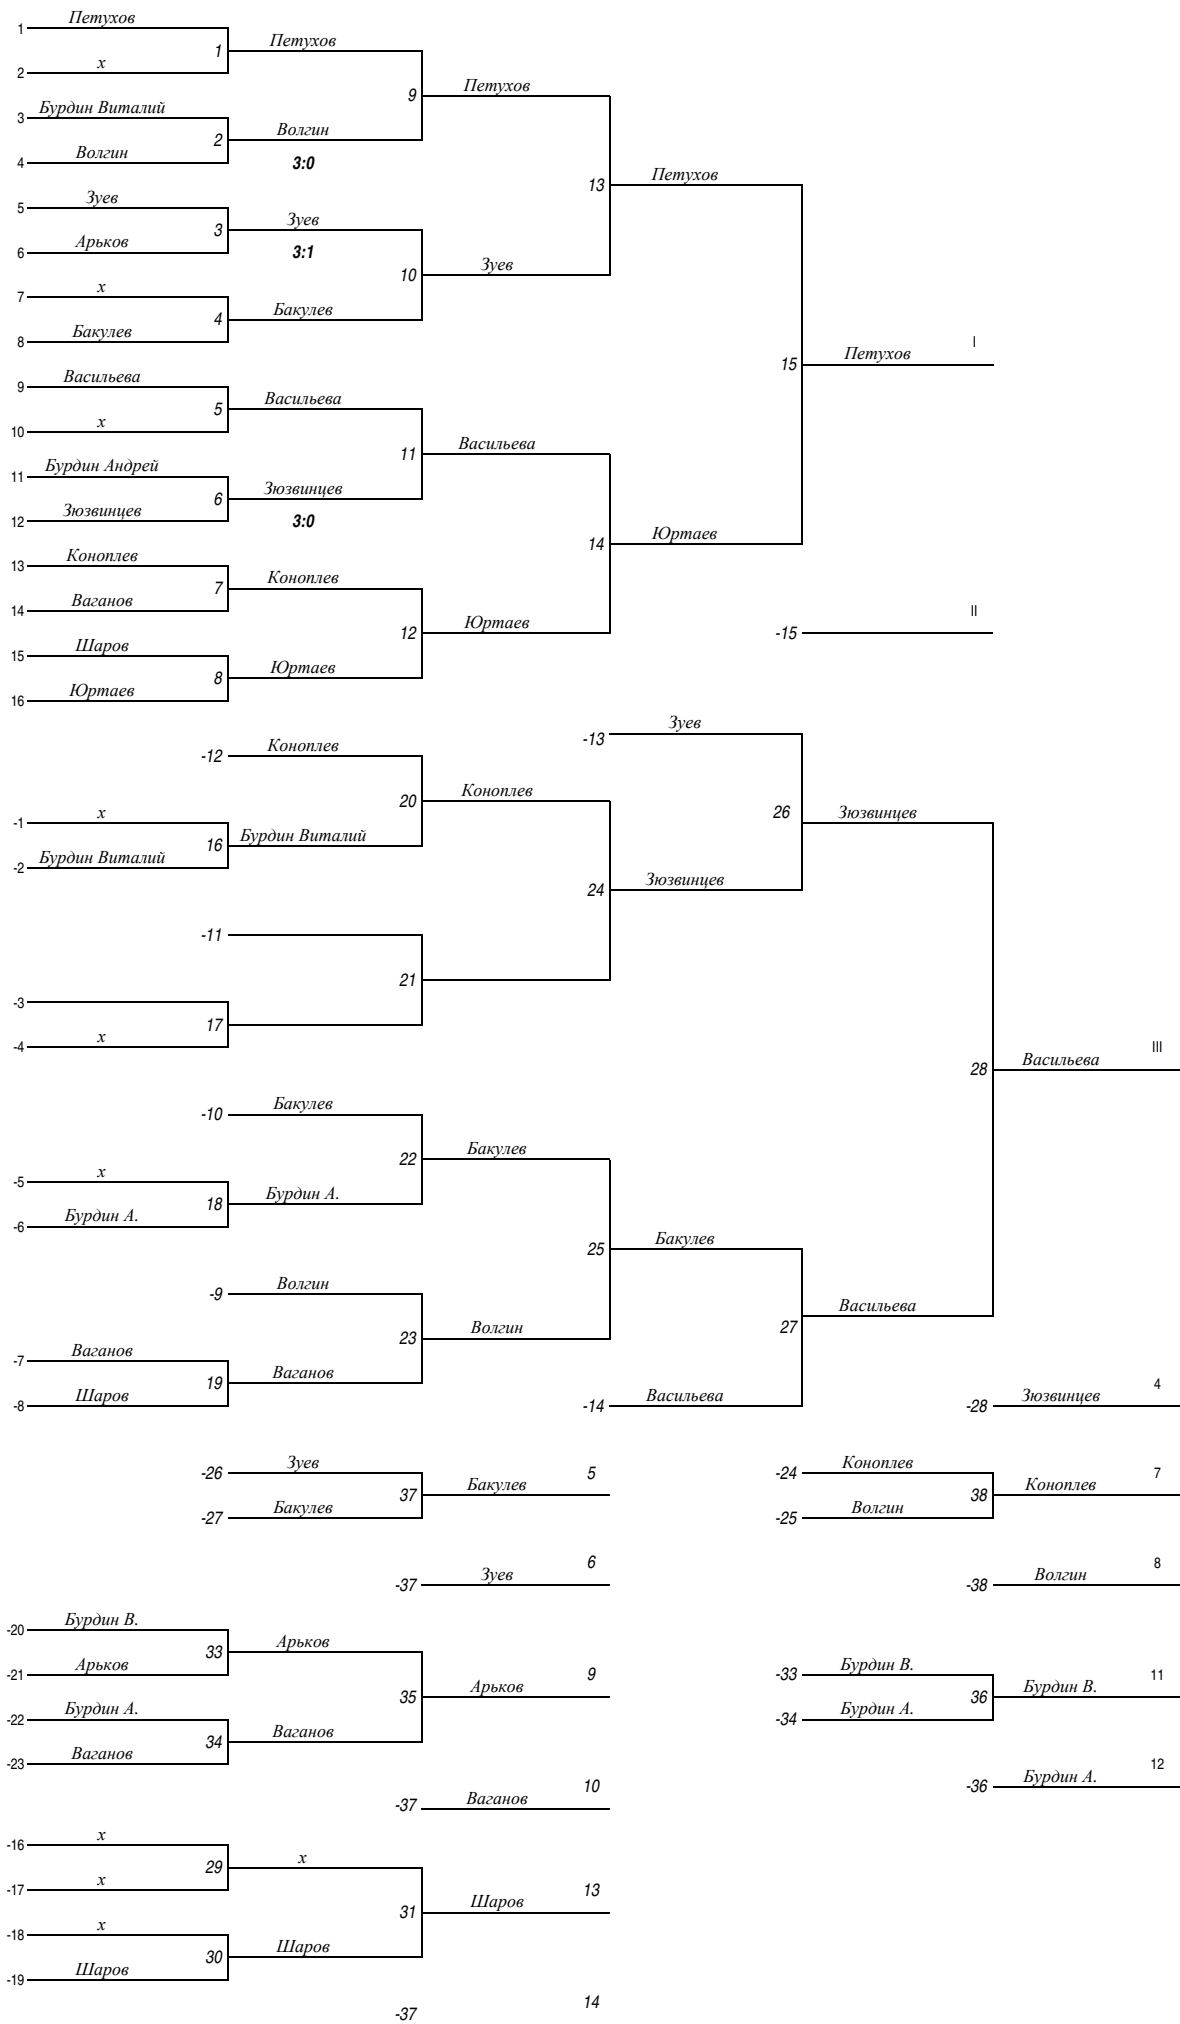 1 Петухов
1 Петухов
2 х
9 Петухов
3 Бурдин Виталий
2 Волгин
4 Волгин
3:0
13 Петухов
5 Зуев
3 Зуев
6 Арьков
3:1
10 Зуев
7 х
4 Бакулев
8 Бакулев
15 Петухов I
9 Васильева
5 Васильева
10 х
11 Васильева
11 Бурдин Андрей
6 Зюзвинцев
12 Зюзвинцев
3:0
14 Юртаев
13 Коноплев
7 Коноплев
14 Ваганов
12 Юртаев
-15 II
15 Шаров
8 Юртаев
16 Юртаев
-13 Зуев
-12 Коноплев
20 Коноплев
26 Зюзвинцев
-1 х
16 Бурдин Виталий
-2 Бурдин Виталий
24 Зюзвинцев
-11
21
-3
17
-4 х
28 Васильева III
-10 Бакулев
22 Бакулев
-5 х
18 Бурдин А.
-6 Бурдин А.
25 Бакулев
-9 Волгин
27 Васильева
23 Волгин
-7 Ваганов
19 Ваганов
-8 Шаров
-14 Васильева
-28 Зюзвинцев 4
-26 Зуев
37 Бакулев 5
-27 Бакулев
-24 Коноплев
38 Коноплев 7
-25 Волгин
-37 Зуев 6
-38 Волгин 8
-20 Бурдин В.
33 Арьков
-21 Арьков
35 Арьков 9
-22 Бурдин А.
34 Ваганов
-23 Ваганов
-33 Бурдин В.
36 Бурдин В. 11
-34 Бурдин А.
-37 Ваганов 10
-36 Бурдин А. 12
-16 х
29 х
-17 х
31 Шаров 13
-18 х
30 Шаров
-19 Шаров
-37 14